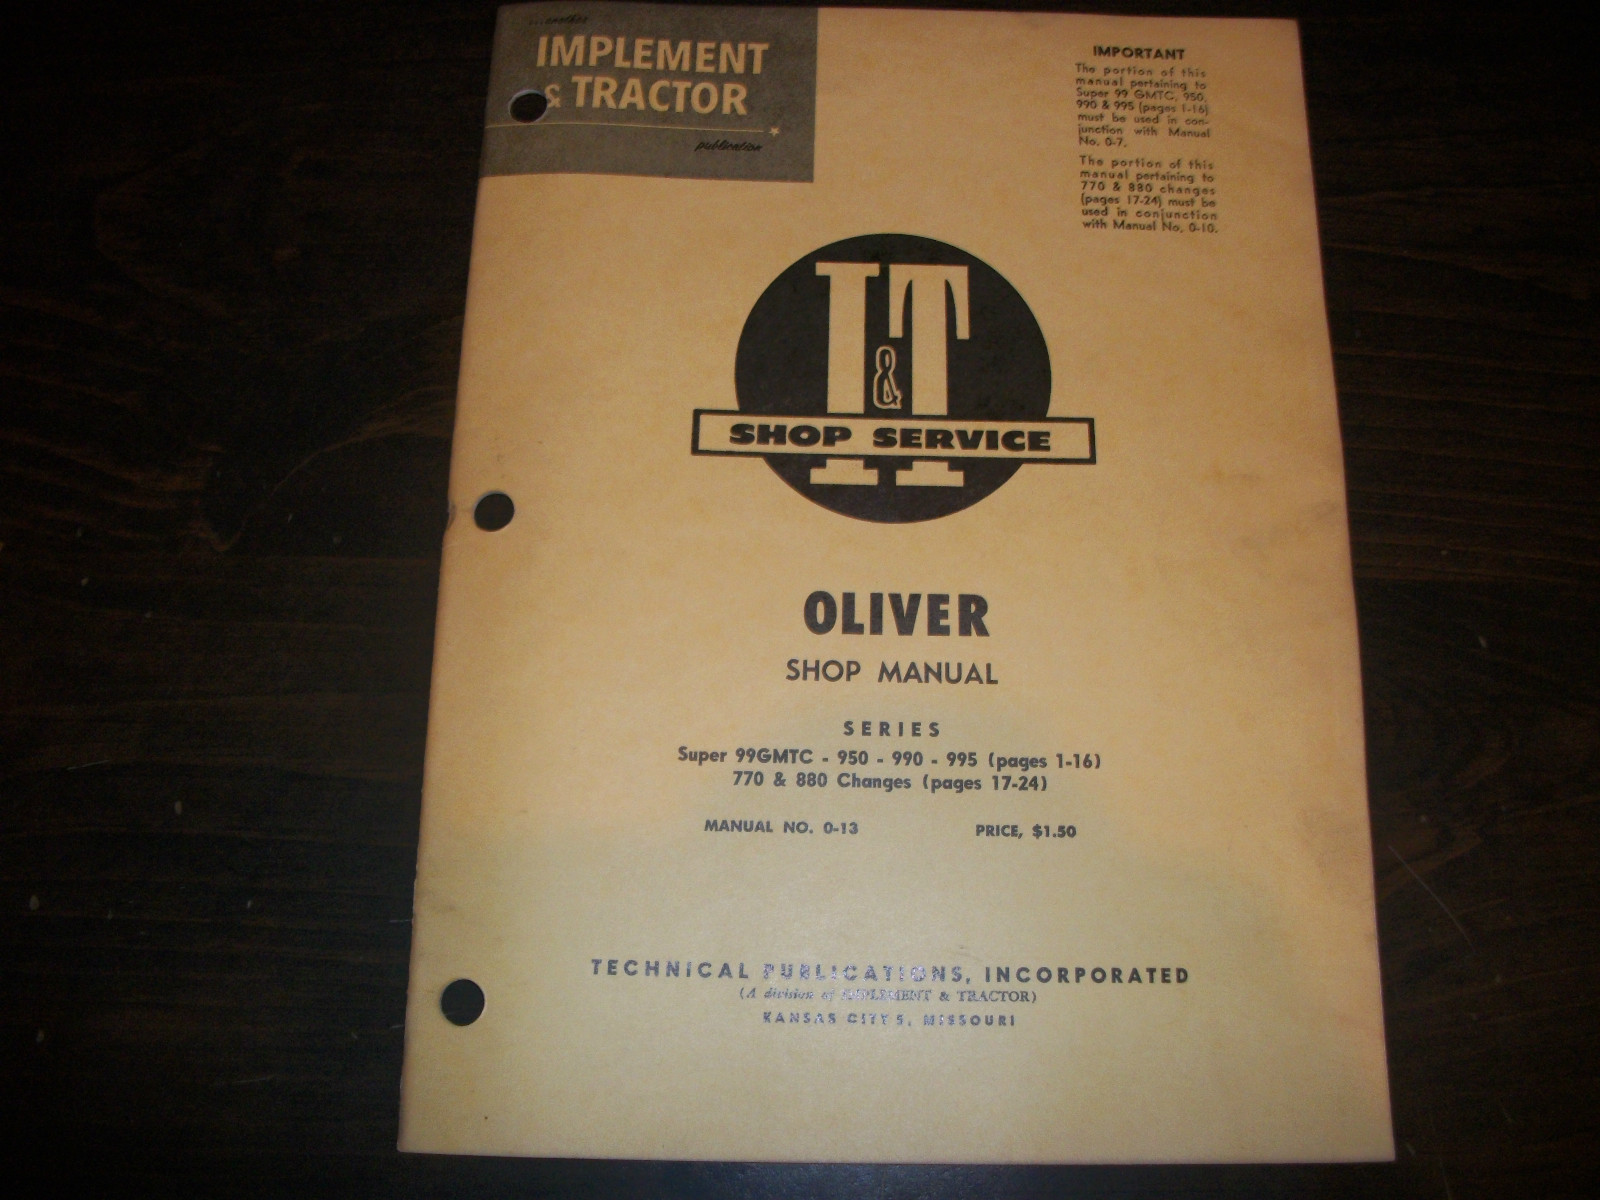 ...another
IMPLEMENT
& TRACTOR
publication
IMPORTANT
The portion of this
manual pertaining to
Super 99 GMTC, 950,
990 & 995 (pages 1-16)
must be used in con-
junction with Manual
No. 0-7.
The portion of this
manual pertaining to
770 & 880 changes
(pages 17-24) must be
used in conjunction
with Manual No. 0-10.
I&T
SHOP SERVICE
OLIVER
SHOP MANUAL
SERIES
Super 99GMTC - 950 - 990 - 995 (pages 1-16)
770 & 880 Changes (pages 17-24)
MANUAL NO. 0-13 PRICE, $1.50
TECHNICAL PUBLICATIONS, INCORPORATED
(A division of IMPLEMENT & TRACTOR)
KANSAS CITY 5, MISSOURI